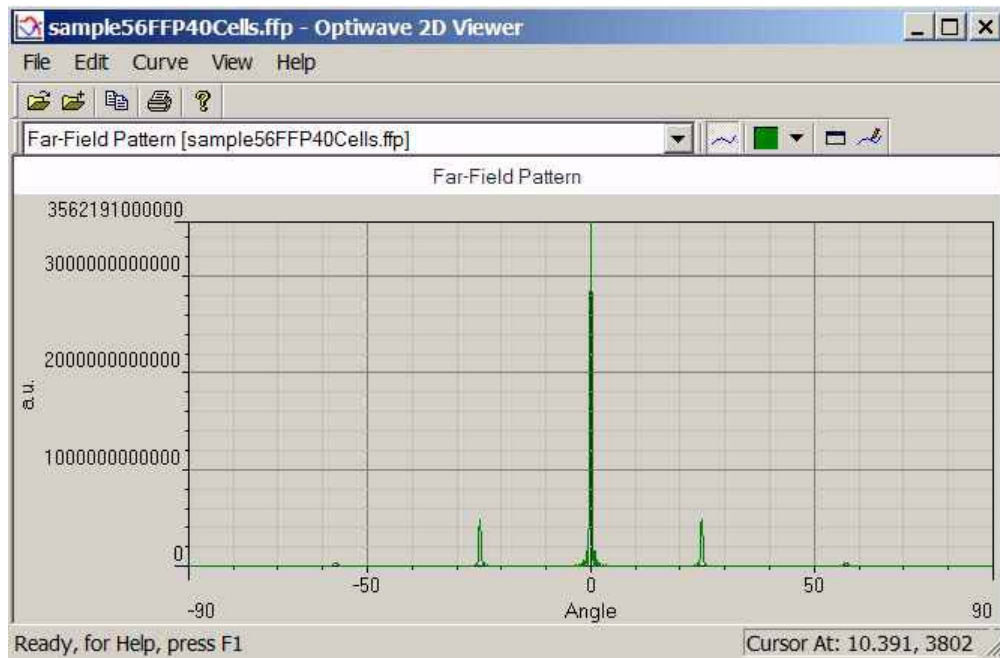 sample56FFP40Cells.ffp - Optiwave 2D Viewer
File Edit Curve View Help
Far-Field Pattern [sample56FFP40Cells.ffp]
Far-Field Pattern
3562191000000
3000000000000
2000000000000
a.u.
1000000000000
0
-50 0 50
-90 Angle 90
Ready, for Help, press F1 Cursor At: 10.391, 3802